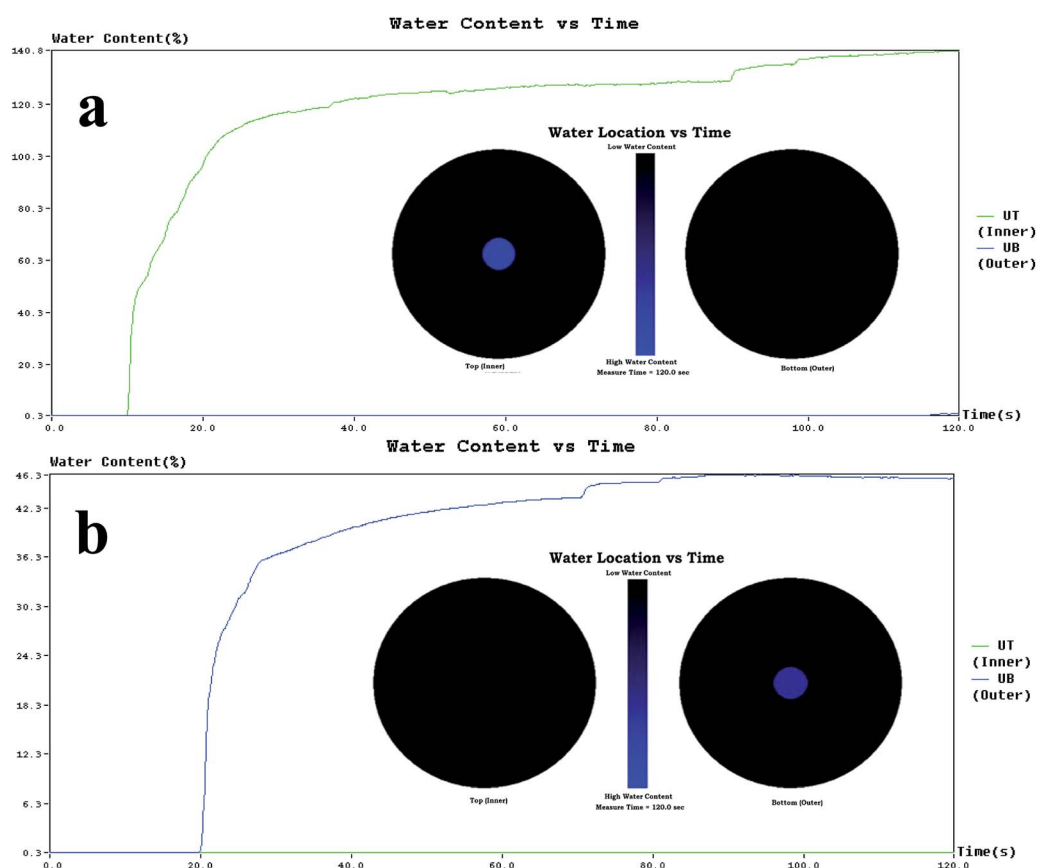 Water Content vs Time
Water Content(%)
a
140.8
120.3
100.3
80.3
60.3
40.3
20.3
0.3
0.0 20.0 40.0 60.0 80.0 100.0 120.0
Time(s)
Water Location vs Time
Low Water Content
High Water Content
Measure Time = 120.0 sec
Top (Inner)
Bottom (Outer)
UT
(Inner)
UB
(Outer)
Water Content vs Time
Water Content(%)
b
46.3
42.3
36.3
30.3
24.3
18.3
12.3
6.3
0.3
0.0 20.0 40.0 60.0 80.0 100.0 120.0
Time(s)
Water Location vs Time
Low Water Content
High Water Content
Measure Time = 120.0 sec
Top (Inner)
Bottom (Outer)
UT
(Inner)
UB
(Outer)